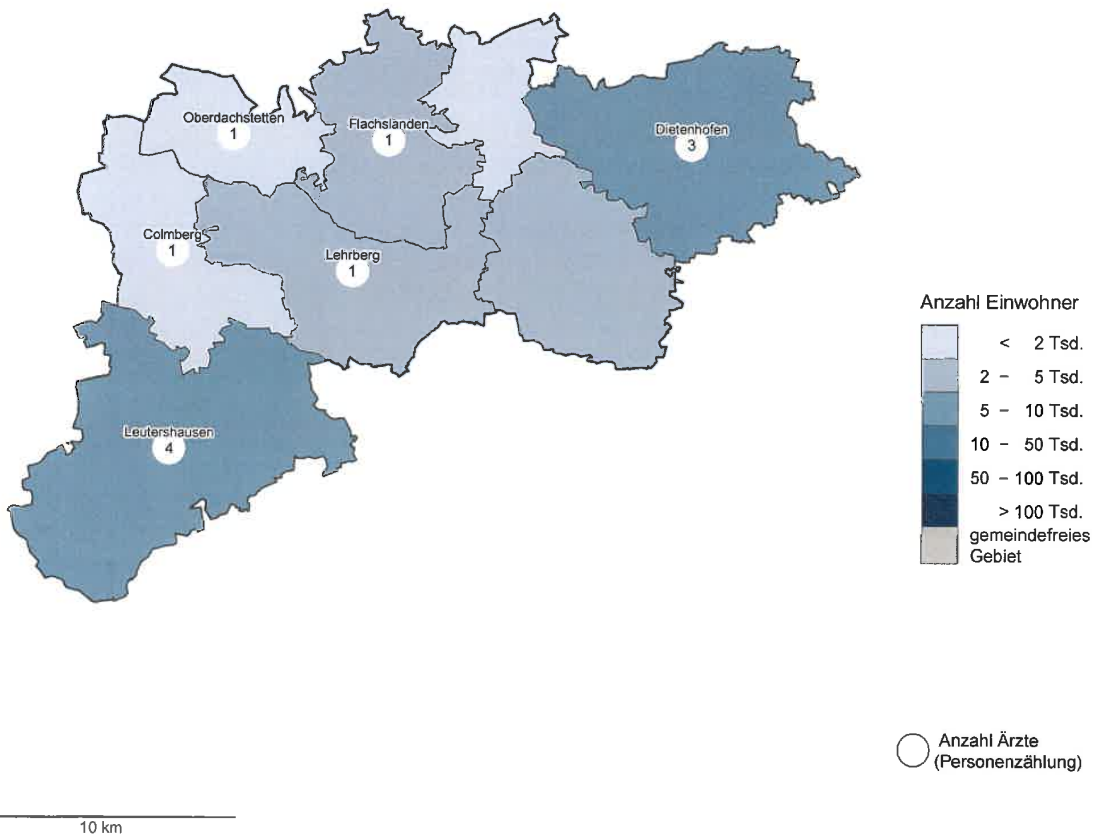 Oberdachstetten
1
Flachslanden
1
Dietenhofen
3
Colmberg
1
Lehrberg
1
Leutershausen
4
Anzahl Einwohner
< 2 Tsd.
2 – 5 Tsd.
5 – 10 Tsd.
10 – 50 Tsd.
50 – 100 Tsd.
> 100 Tsd.
gemeindefreies
Gebiet
Anzahl Ärzte
(Personenzählung)
10 km